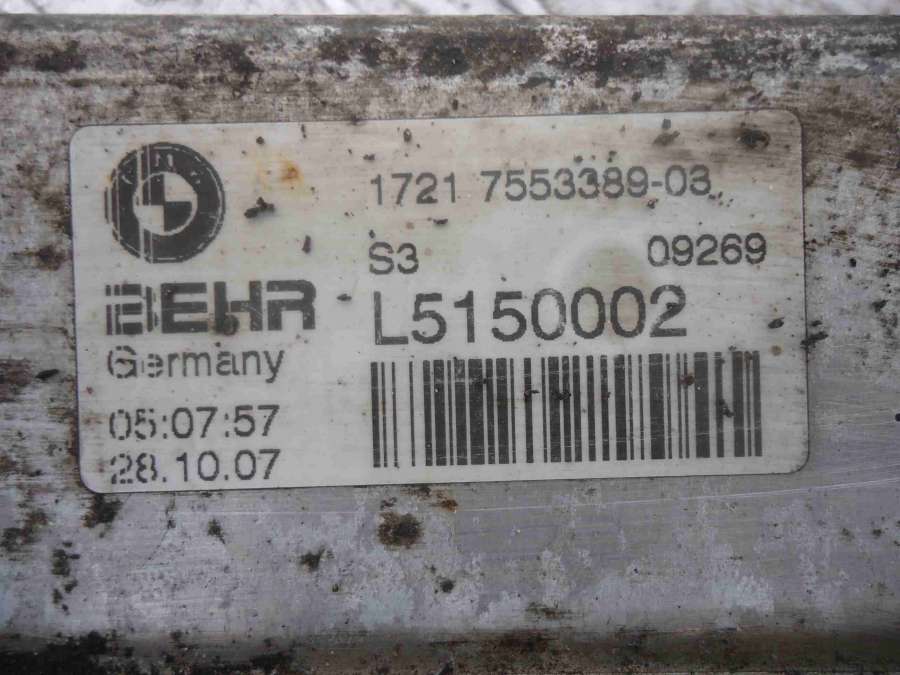 1721 7553389-03
S3 09269
BEHR
L5150002
Germany
05:07:57
28.10.07